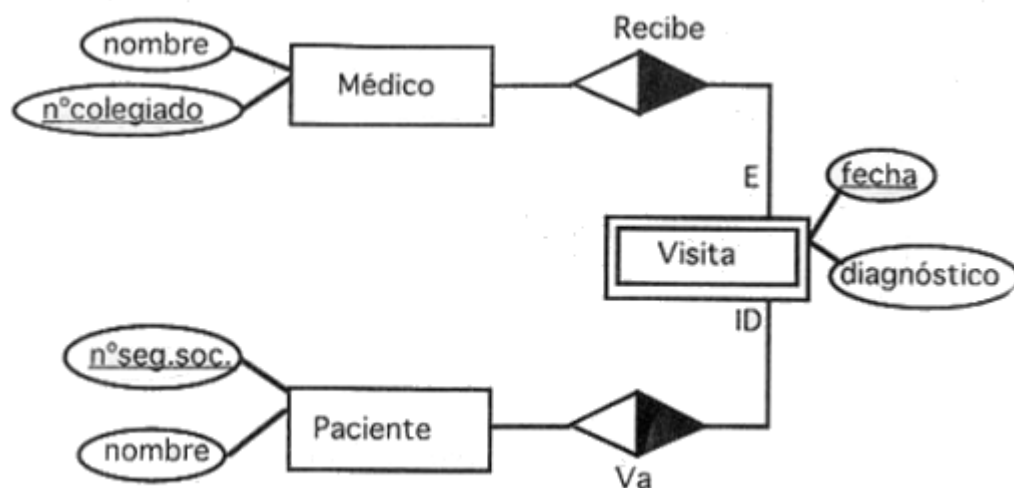 Recibe
nombre
Médico
n°colegiado
E
fecha
Visita
diagnóstico
ID
n°seg.soc.
Paciente
nombre
Va